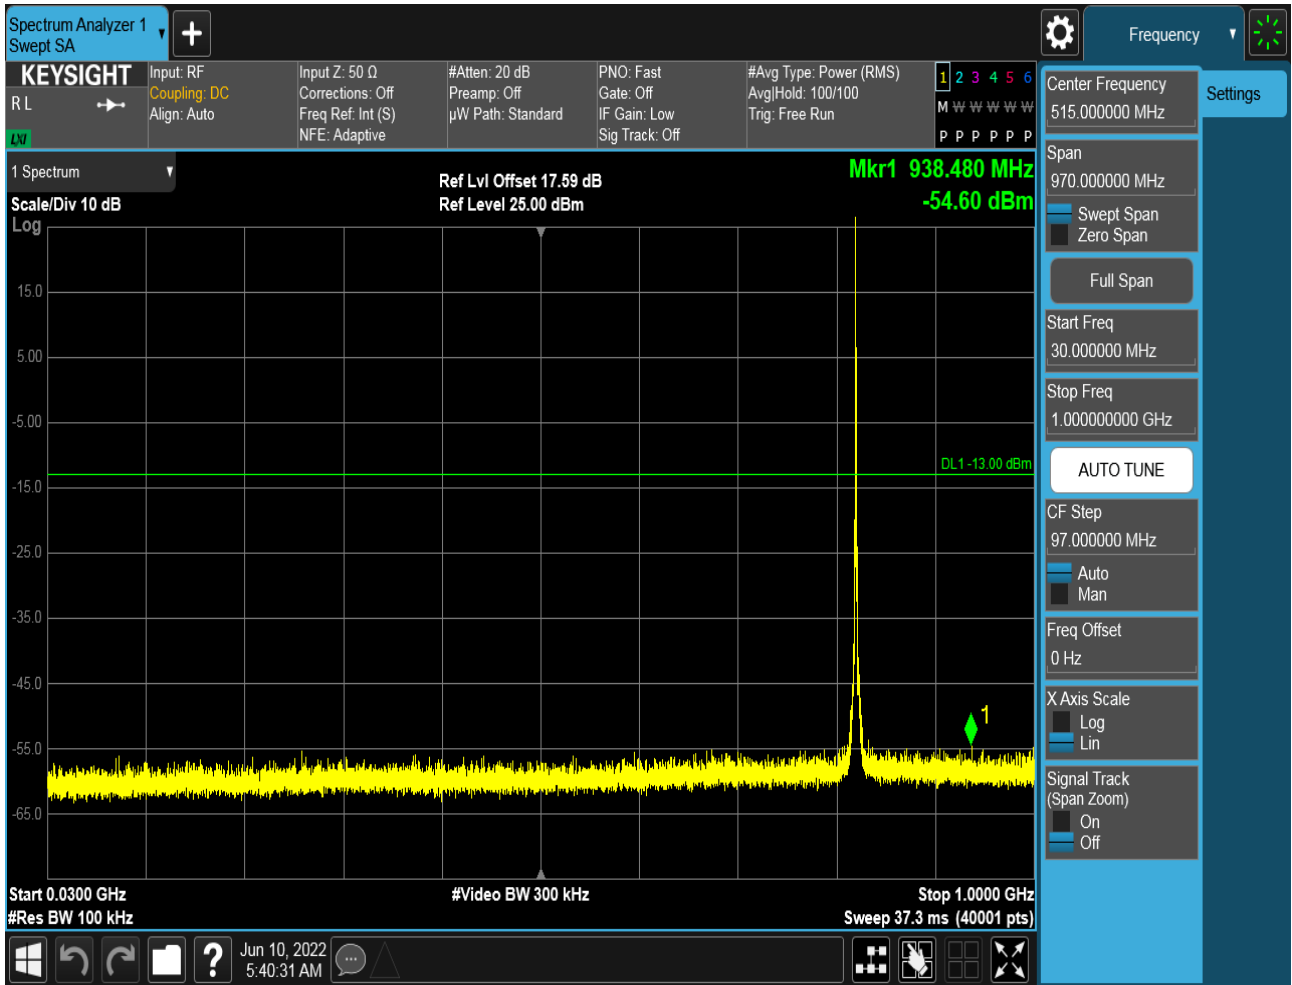 Spectrum Analyzer 1
Swept SA
Frequency
KEYSIGHT
R L
LXI
Input: RF
Coupling: DC
Align: Auto
Input Z: 50 Ω
Corrections: Off
Freq Ref: Int (S)
NFE: Adaptive
#Atten: 20 dB
Preamp: Off
µW Path: Standard
PNO: Fast
Gate: Off
IF Gain: Low
Sig Track: Off
#Avg Type: Power (RMS)
Avg|Hold: 100/100
Trig: Free Run
1 2 3 4 5 6
M W W W W W
P P P P P P
1 Spectrum
Scale/Div 10 dB
Log
Ref Lvl Offset 17.59 dB
Ref Level 25.00 dBm
Mkr1 938.480 MHz
-54.60 dBm
15.0
5.00
-5.00
-15.0
-25.0
-35.0
-45.0
-55.0
-65.0
DL1 -13.00 dBm
1
Start 0.0300 GHz
#Res BW 100 kHz
#Video BW 300 kHz
Stop 1.0000 GHz
Sweep 37.3 ms (40001 pts)
Center Frequency
515.000000 MHz
Span
970.000000 MHz
Swept Span
Zero Span
Full Span
Start Freq
30.000000 MHz
Stop Freq
1.000000000 GHz
AUTO TUNE
CF Step
97.000000 MHz
Auto
Man
Freq Offset
0 Hz
X Axis Scale
Log
Lin
Signal Track
(Span Zoom)
On
Off
Settings
?
Jun 10, 2022
5:40:31 AM